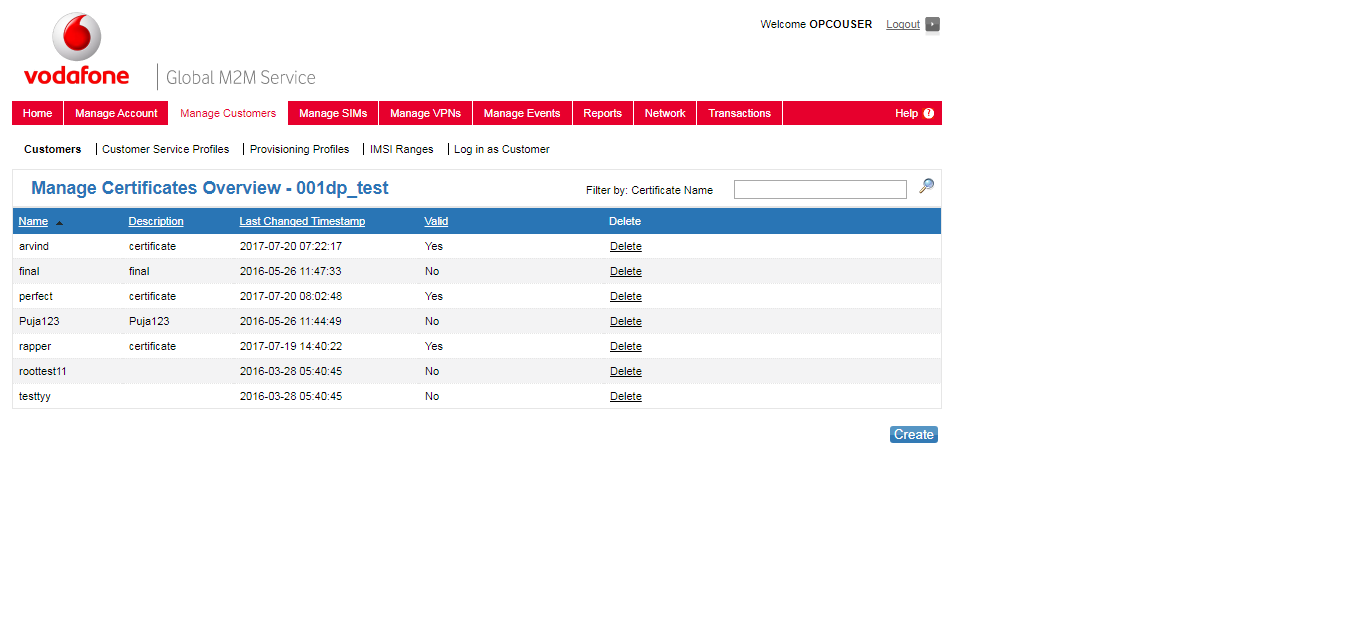 Welcome OPCOUSER Logout
vodafone Global M2M Service
Home Manage Account Manage Customers Manage SIMs Manage VPNs Manage Events Reports Network Transactions Help ?
Customers Customer Service Profiles Provisioning Profiles IMSI Ranges Log in as Customer
Manage Certificates Overview - 001dp_test Filter by: Certificate Name
Name Description Last Changed Timestamp Valid Delete
arvind certificate 2017-07-20 07:22:17 Yes Delete
final final 2016-05-26 11:47:33 No Delete
perfect certificate 2017-07-20 08:02:48 Yes Delete
Puja123 Puja123 2016-05-26 11:44:49 No Delete
rapper certificate 2017-07-19 14:40:22 Yes Delete
roottest11 2016-03-28 05:40:45 No Delete
testtyy 2016-03-28 05:40:45 No Delete
Create